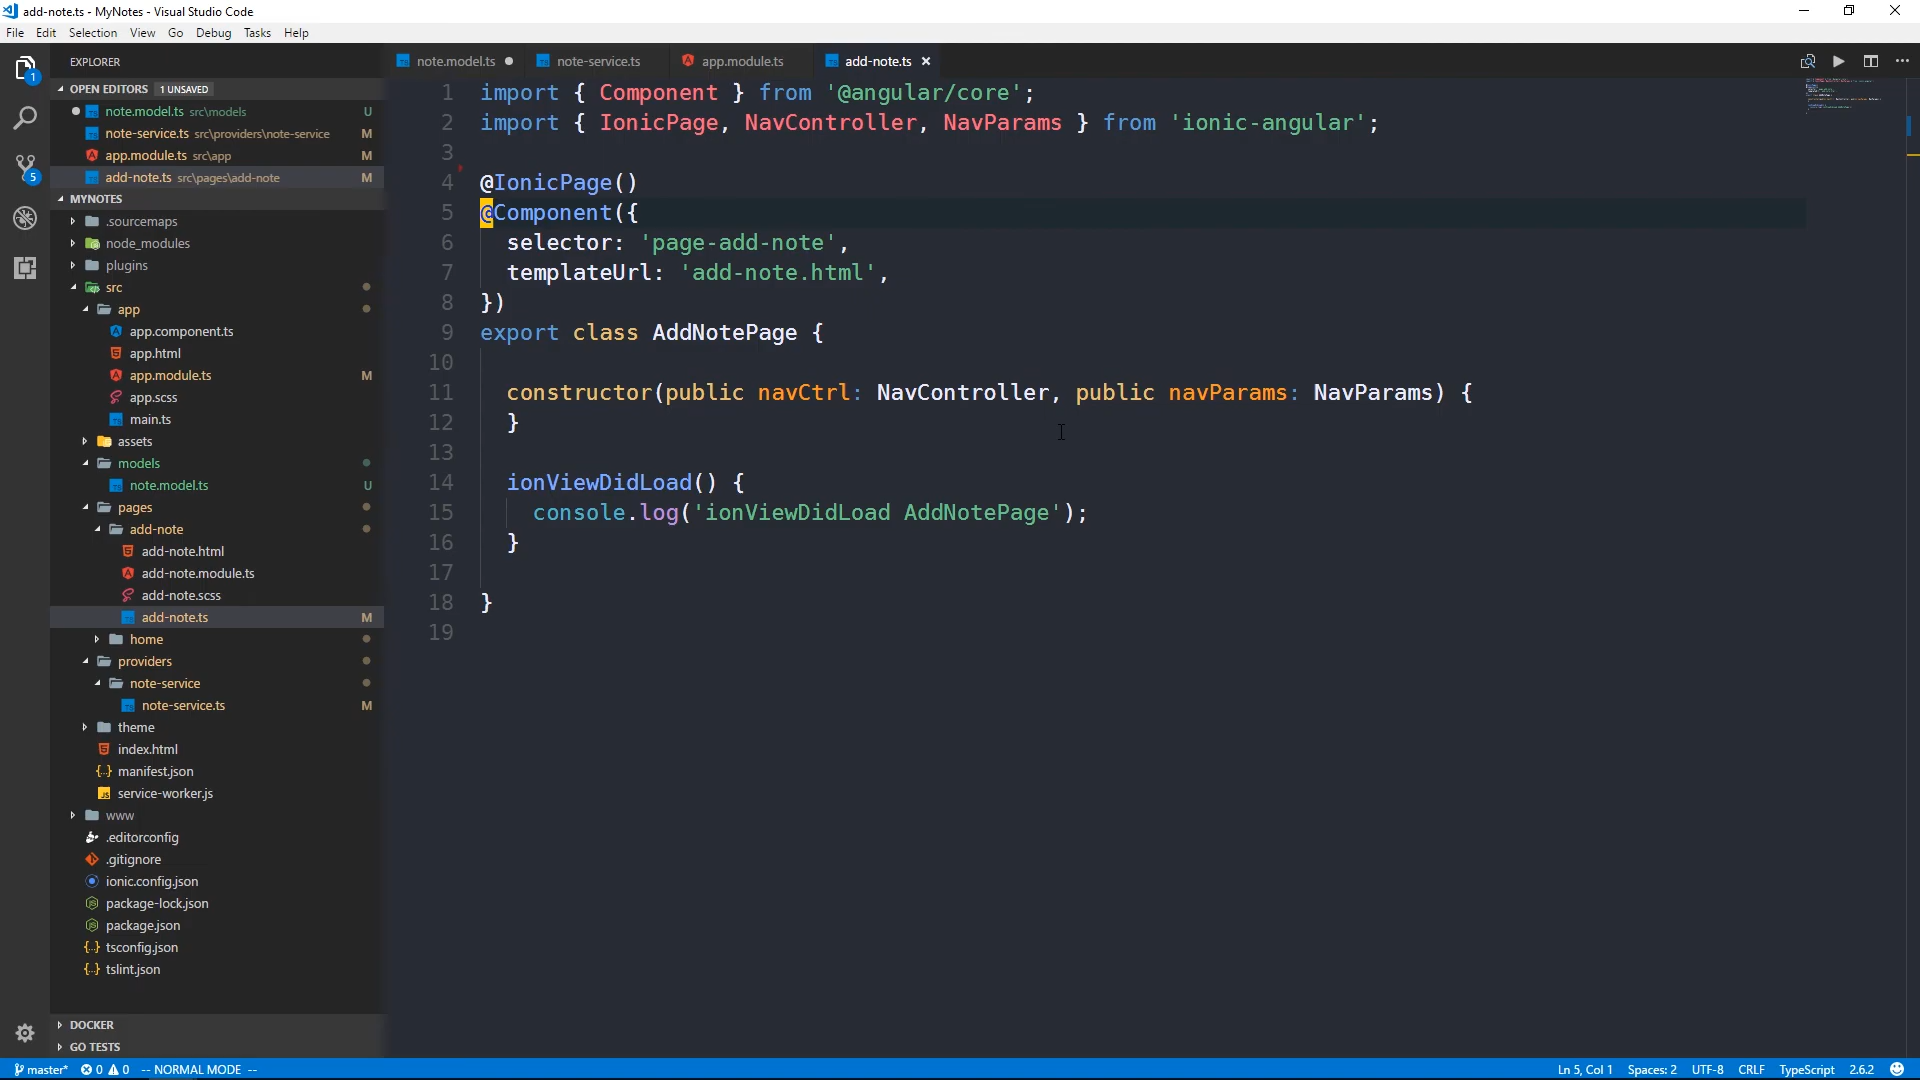 add-note.ts - MyNotes - Visual Studio Code
File Edit Selection View Go Debug Tasks Help
EXPLORER
note.model.ts
note-service.ts
app.module.ts
add-note.ts
OPEN EDITORS 1 UNSAVED
note.model.ts src\models U
note-service.ts src\providers\note-service M
app.module.ts src\app M
add-note.ts src\pages\add-note M
MYNOTES
.sourcemaps
node_modules
plugins
src
app
app.component.ts
app.html
app.module.ts M
app.scss
main.ts
assets
models
note.model.ts U
pages
add-note
add-note.html
add-note.module.ts
add-note.scss
add-note.ts M
home
providers
note-service
note-service.ts M
theme
index.html
manifest.json
service-worker.js
www
.editorconfig
.gitignore
ionic.config.json
package-lock.json
package.json
tsconfig.json
tslint.json
DOCKER
GO TESTS
1
5
1 import { Component } from '@angular/core';
2 import { IonicPage, NavController, NavParams } from 'ionic-angular';
3
4 @IonicPage()
5 @Component({
6 selector: 'page-add-note',
7 templateUrl: 'add-note.html',
8 })
9 export class AddNotePage {
10
11 constructor(public navCtrl: NavController, public navParams: NavParams) {
12 }
13
14 ionViewDidLoad() {
15 console.log('ionViewDidLoad AddNotePage');
16 }
17
18 }
19
master* 0 0 -- NORMAL MODE -- Ln 5, Col 1 Spaces: 2 UTF-8 CRLF TypeScript 2.6.2